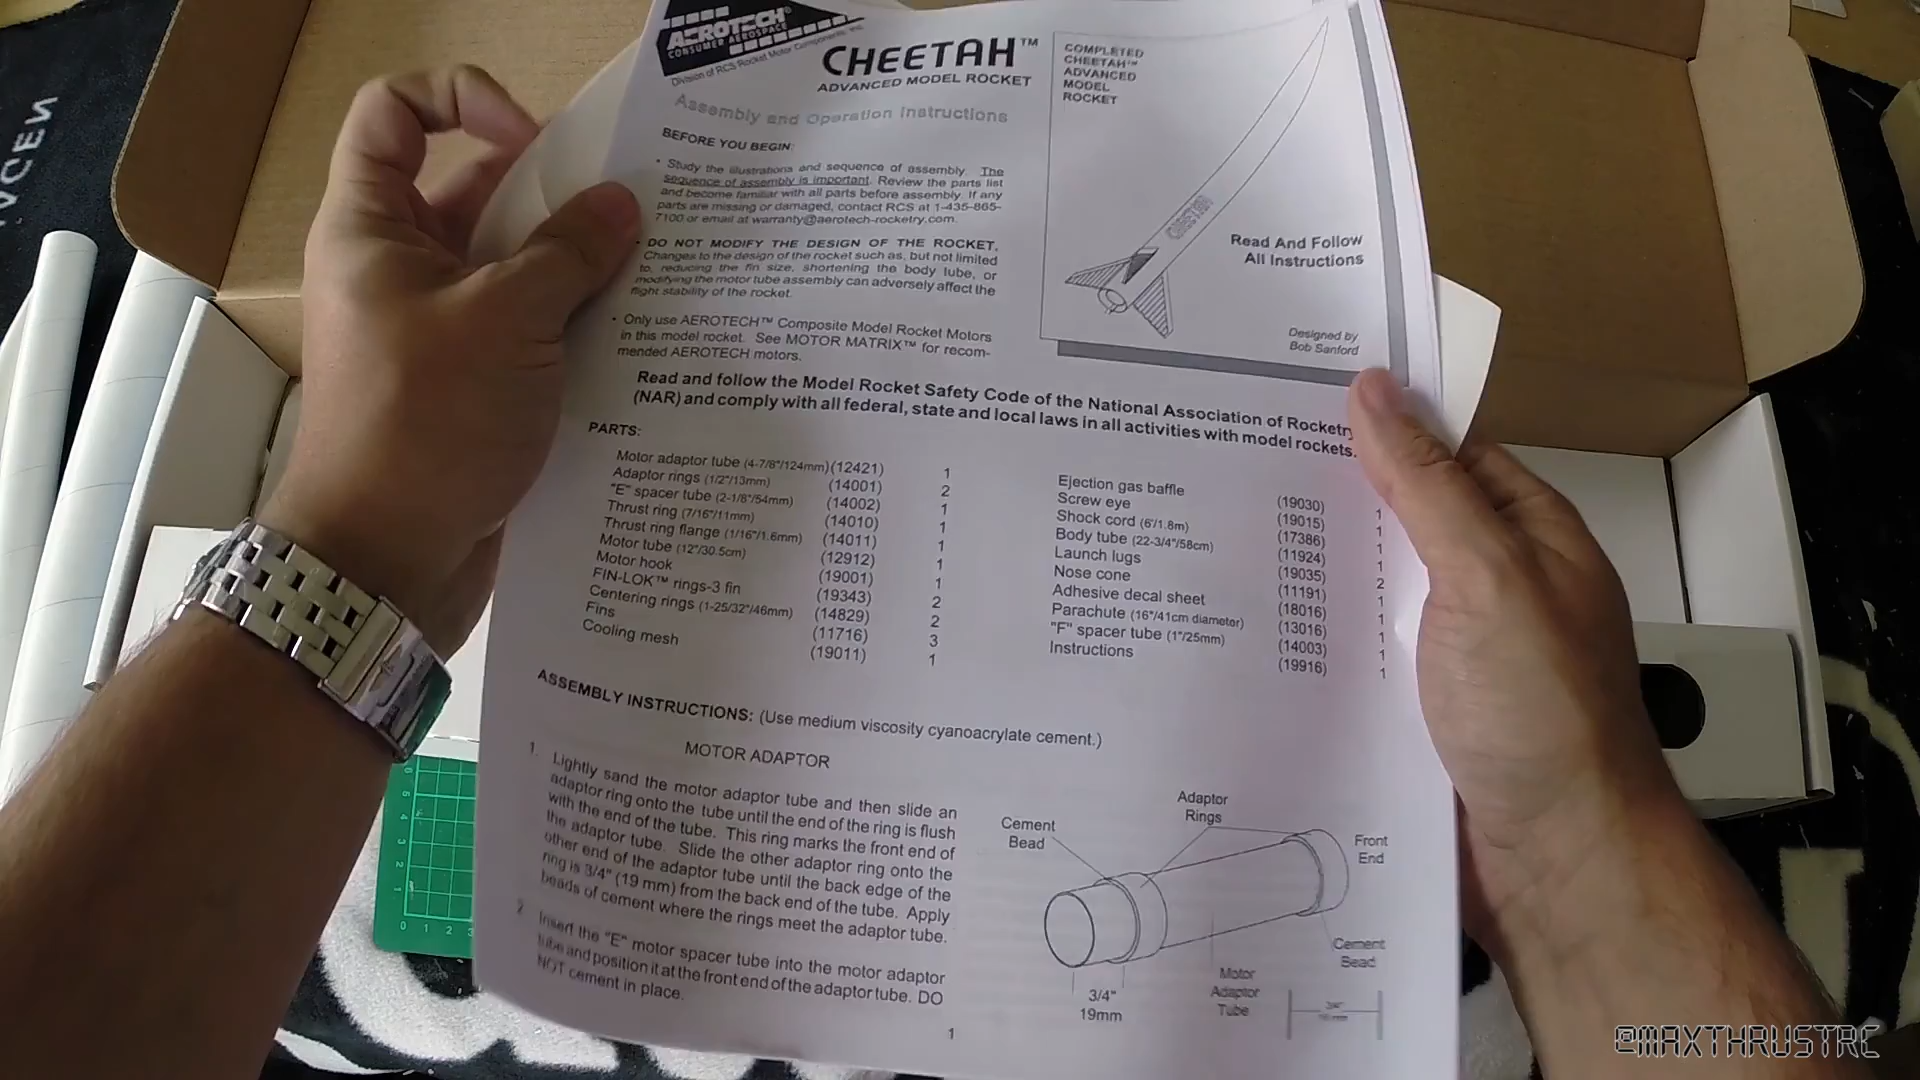 AEROTECH®
CONSUMER AEROSPACE
Division of RCS Rocket Motor Components, Inc.
CHEETAH™
ADVANCED MODEL ROCKET
Assembly and Operation Instructions
BEFORE YOU BEGIN:
• Study the illustrations and sequence of assembly. The
sequence of assembly is important. Review the parts list
and become familiar with all parts before assembly. If any
parts are missing or damaged, contact RCS at 1-435-865-
7100 or email at warranty@aerotech-rocketry.com.
• DO NOT MODIFY THE DESIGN OF THE ROCKET.
Changes to the design of the rocket such as, but not limited
to, reducing the fin size, shortening the body tube, or
modifying the motor tube assembly can adversely affect the
flight stability of the rocket.
• Only use AEROTECH™ Composite Model Rocket Motors
in this model rocket. See MOTOR MATRIX™ for recom-
mended AEROTECH motors.
COMPLETED
CHEETAH™
ADVANCED
MODEL
ROCKET
CHEETAH
Read And Follow
All Instructions
Designed by
Bob Sanford
Read and follow the Model Rocket Safety Code of the National Association of Rocketry
(NAR) and comply with all federal, state and local laws in all activities with model rockets.
PARTS:
Motor adaptor tube (4-7/8"/124mm)(12421) 1
Adaptor rings (1/2"/13mm) (14001) 2
"E" spacer tube (2-1/8"/54mm) (14002) 1
Thrust ring (7/16"/11mm) (14010) 1
Thrust ring flange (1/16"/1.6mm) (14011) 1
Motor tube (12"/30.5cm) (12912) 1
Motor hook (19001) 1
FIN-LOK™ rings-3 fin (19343) 2
Centering rings (1-25/32"/46mm) (14829) 2
Fins (11716) 3
Cooling mesh (19011) 1
Ejection gas baffle (19030) 1
Screw eye (19015) 1
Shock cord (6'/1.8m) (17386) 1
Body tube (22-3/4"/58cm) (11924) 1
Launch lugs (19035) 2
Nose cone (11191) 1
Adhesive decal sheet (18016) 1
Parachute (16"/41cm diameter) (13016) 1
"F" spacer tube (1"/25mm) (14003) 1
Instructions (19916) 1
ASSEMBLY INSTRUCTIONS: (Use medium viscosity cyanoacrylate cement.)
MOTOR ADAPTOR
1. Lightly sand the motor adaptor tube and then slide an
adaptor ring onto the tube until the end of the ring is flush
with the end of the tube. This ring marks the front end of
the adaptor tube. Slide the other adaptor ring onto the
other end of the adaptor tube until the back edge of the
ring is 3/4" (19 mm) from the back end of the tube. Apply
beads of cement where the rings meet the adaptor tube.
2. Insert the "E" motor spacer tube into the motor adaptor
tube and position it at the front end of the adaptor tube. DO
NOT cement in place.
Adaptor
Rings
Cement
Bead
Front
End
Cement
Bead
Motor
Adaptor
Tube
3/4"
19mm
3/4"
19 mm
1
0 1 2 3
1 2 3 4 5 6
@MAXTHRUSTRC